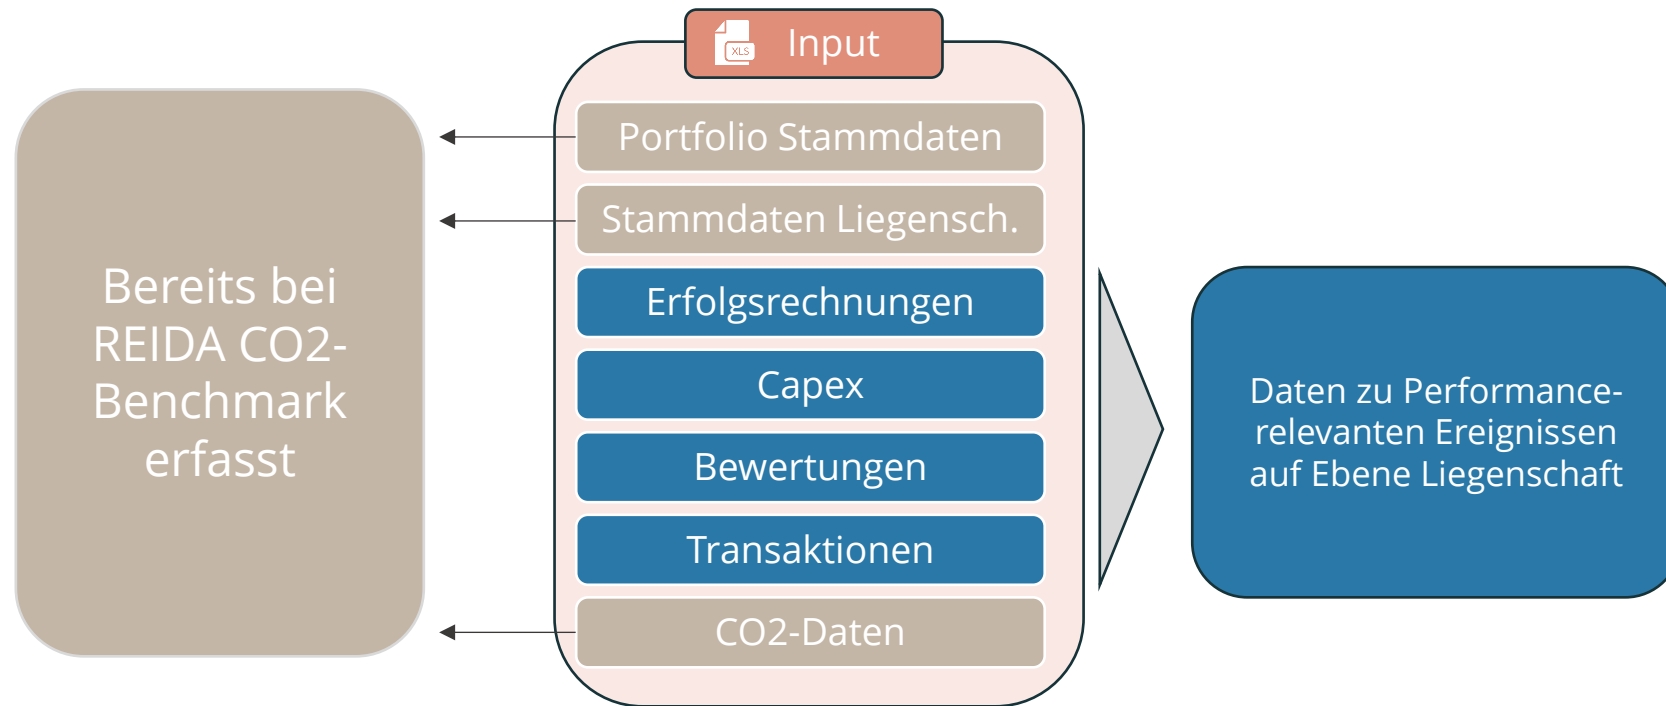 XLS
Input
Bereits bei
REIDA CO2-
Benchmark
erfasst
Portfolio Stammdaten
Stammdaten Liegensch.
Erfolgsrechnungen
Capex
Bewertungen
Transaktionen
CO2-Daten
Daten zu Performance-
relevanten Ereignissen
auf Ebene Liegenschaft